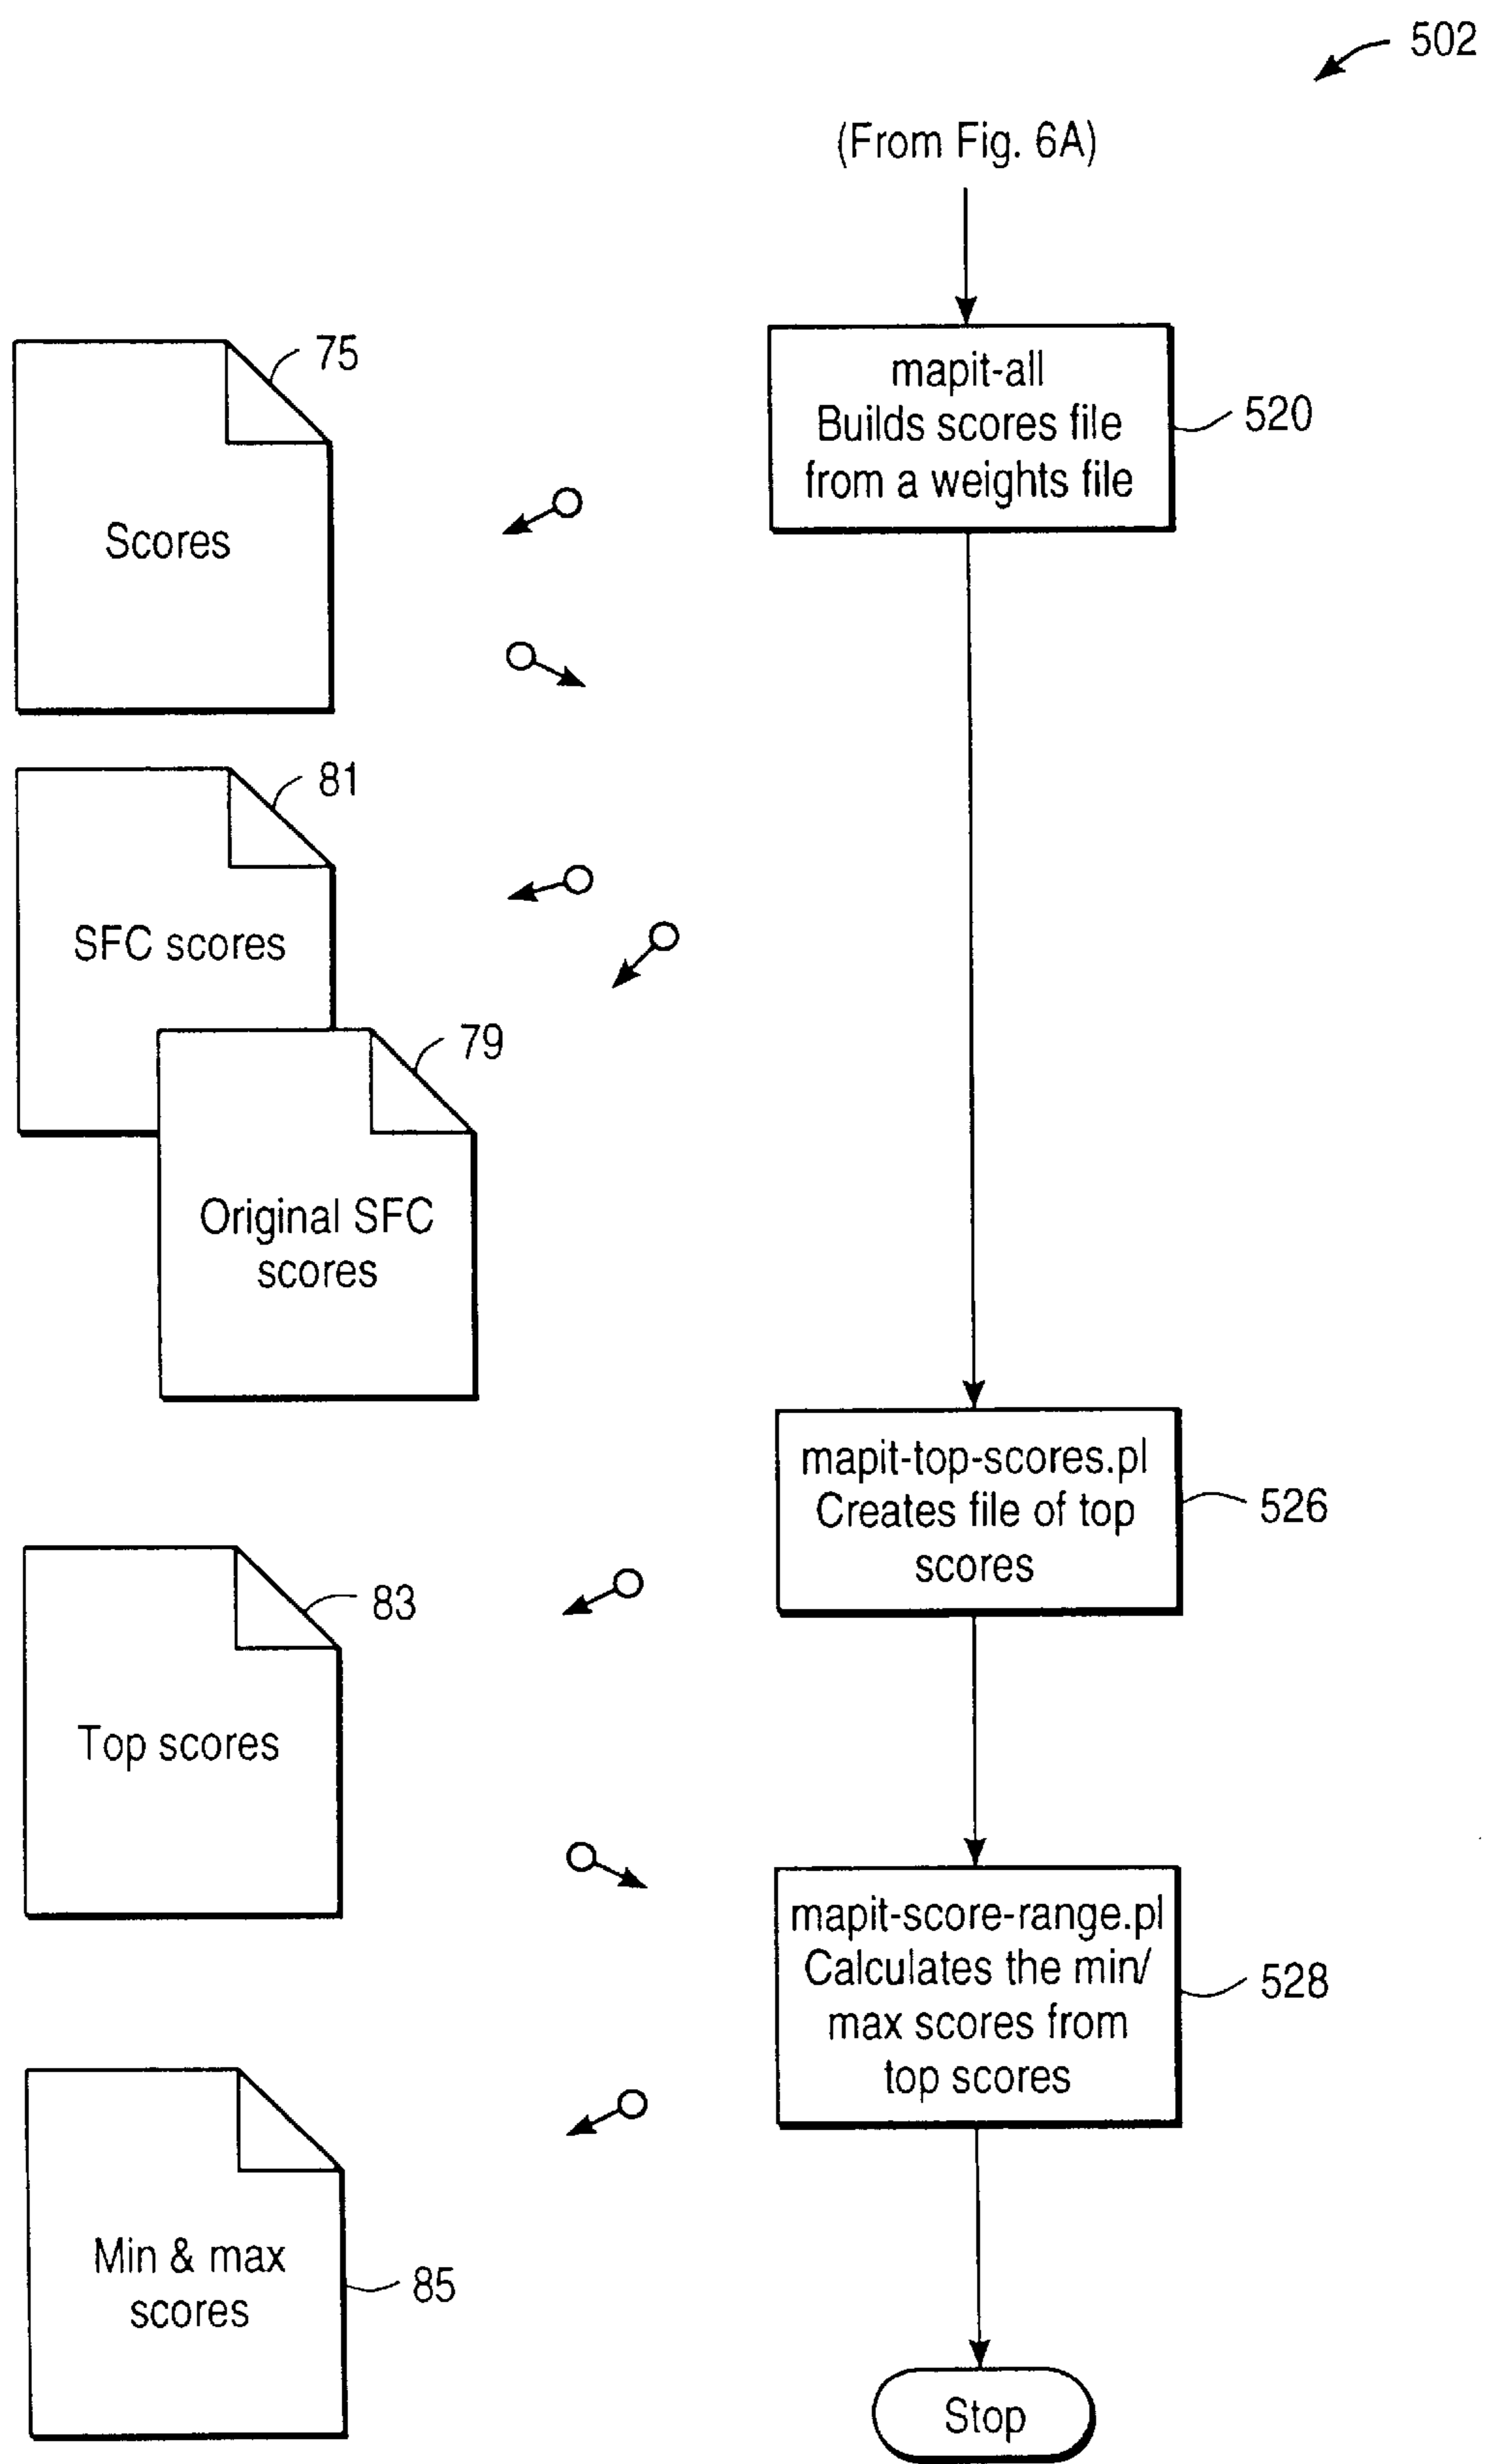 502
(From Fig. 6A)
mapit-all
Builds scores file
from a weights file
520
75
Scores
81
SFC scores
79
Original SFC
scores
mapit-top-scores.pl
Creates file of top
scores
526
83
Top scores
mapit-score-range.pl
Calculates the min/
max scores from
top scores
528
Min & max
scores
85
Stop